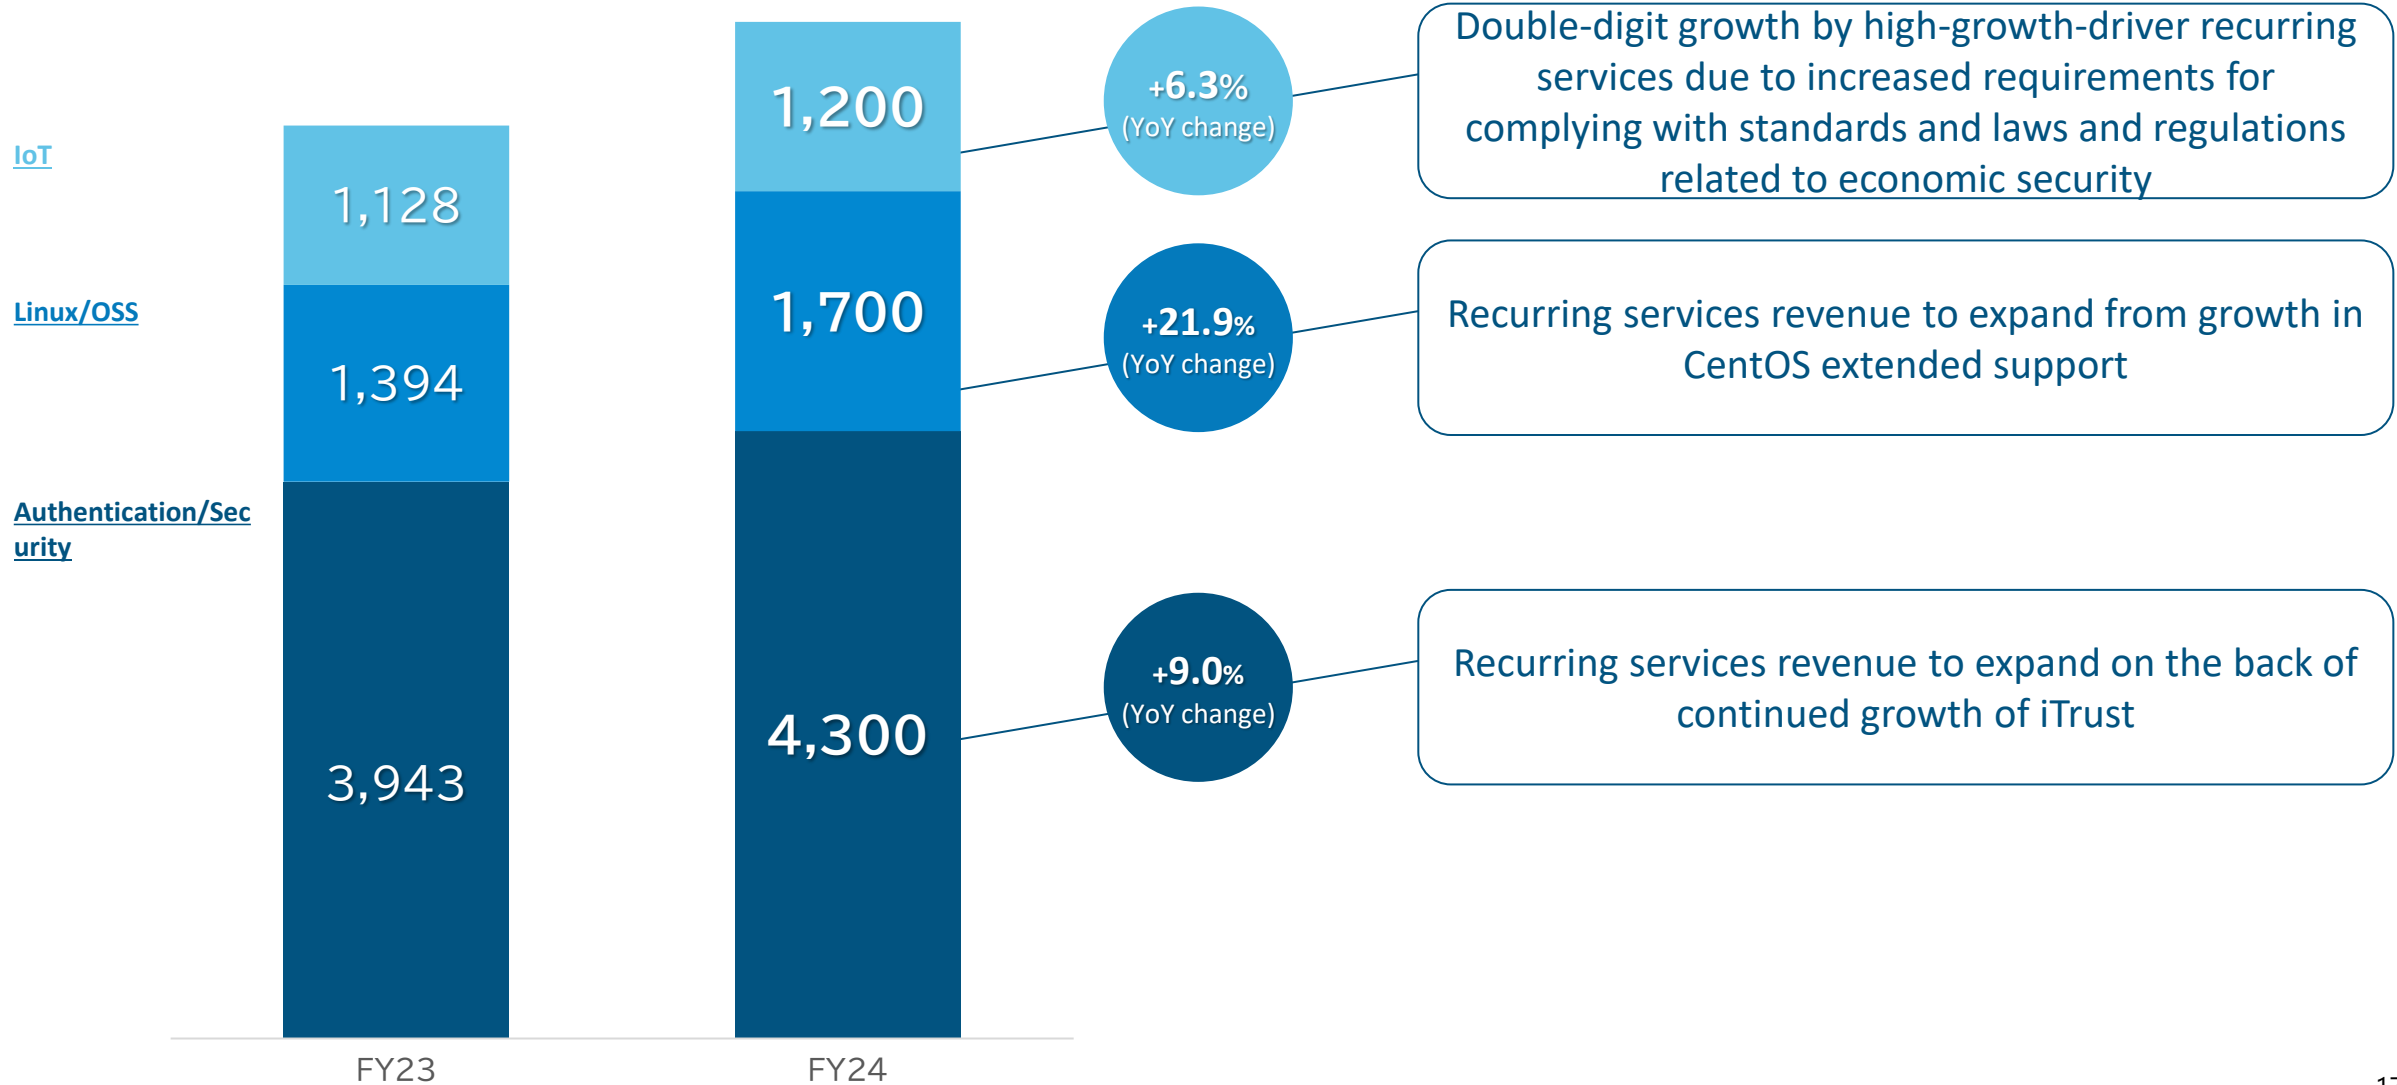 IoT
Linux/OSS
Authentication/Sec
urity
1,128
1,394
3,943
FY23
1,200
1,700
4,300
FY24
+6.3%
(YoY change)
Double-digit growth by high-growth-driver recurring
services due to increased requirements for
complying with standards and laws and regulations
related to economic security
+21.9%
(YoY change)
Recurring services revenue to expand from growth in
CentOS extended support
+9.0%
(YoY change)
Recurring services revenue to expand on the back of
continued growth of iTrust